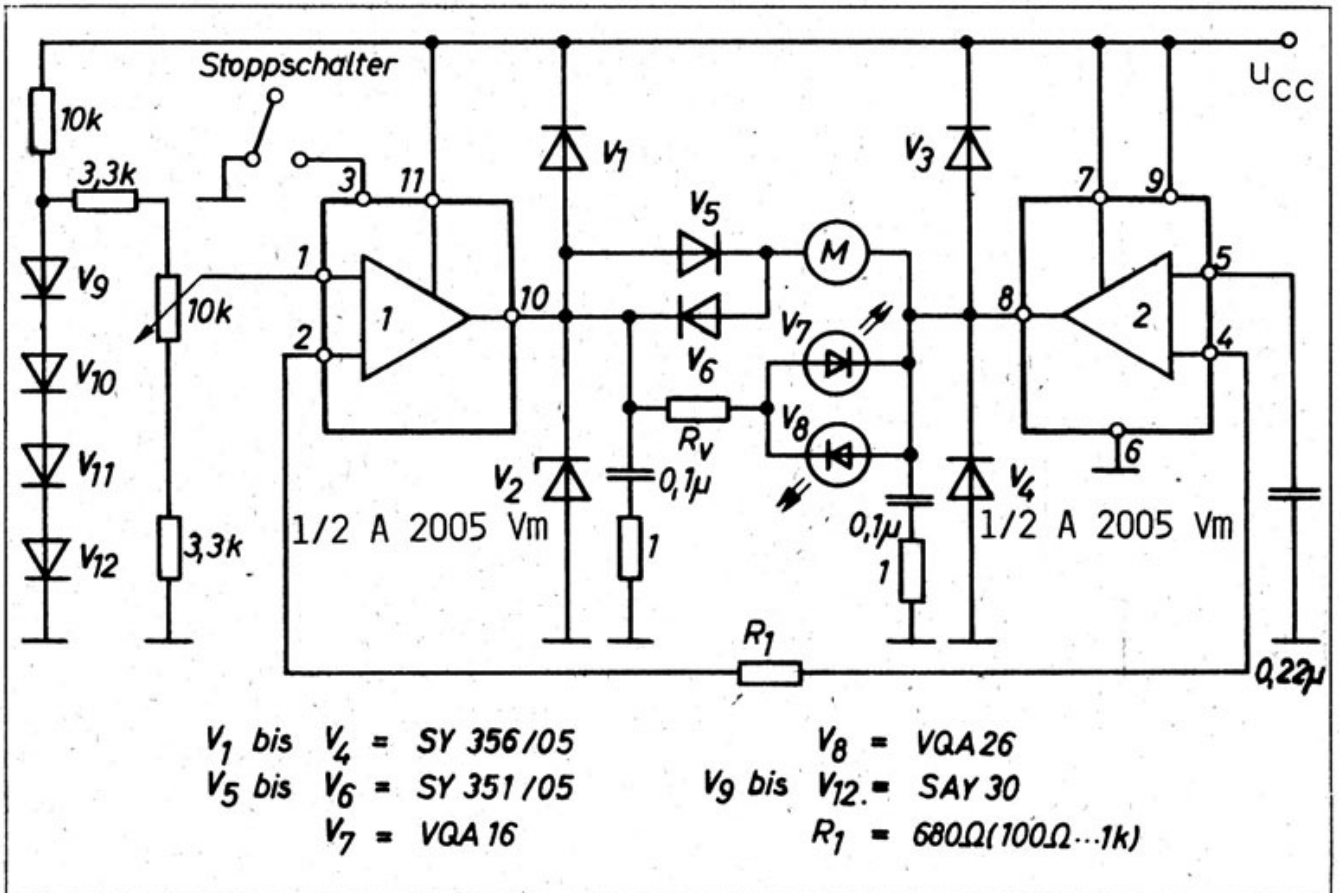 Stoppschalter
U_CC
10k
3,3k
3
11
V1
V3
7
9
V5
1
M
5
V9
10k
1
10
8
2
V10
2
V6
V7
4
Rv
V8
6
V11
V2
0,1µ
V4
1/2 A 2005 Vm
0,1µ
1/2 A 2005 Vm
V12
3,3k
1
1
R1
0,22µ
V1 bis V4 = SY 356/05
V8 = VQA26
V5 bis V6 = SY 351/05
V9 bis V12.= SAY 30
V7 = VQA 16
R1 = 680Ω(100Ω...1k)